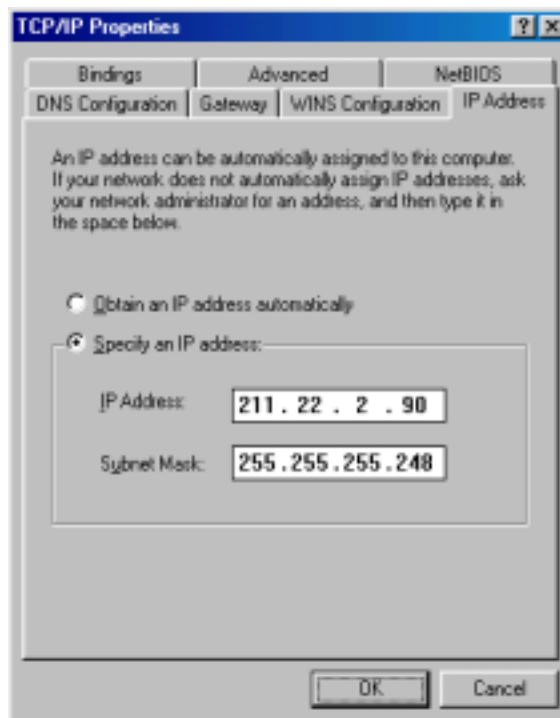 TCP/IP Properties
Bindings Advanced NetBIOS
DNS Configuration Gateway WINS Configuration IP Address
An IP address can be automatically assigned to this computer.
If your network does not automatically assign IP addresses, ask
your network administrator for an address, and then type it in
the space below.
Obtain an IP address automatically
Specify an IP address:
IP Address: 211 . 22 . 2 . 90
Subnet Mask: 255 . 255 . 255 . 248
OK Cancel